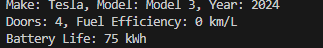 Make: Tesla, Model: Model 3, Year: 2024
Doors: 4, Fuel Efficiency: 0 km/L
Battery Life: 75 kWh